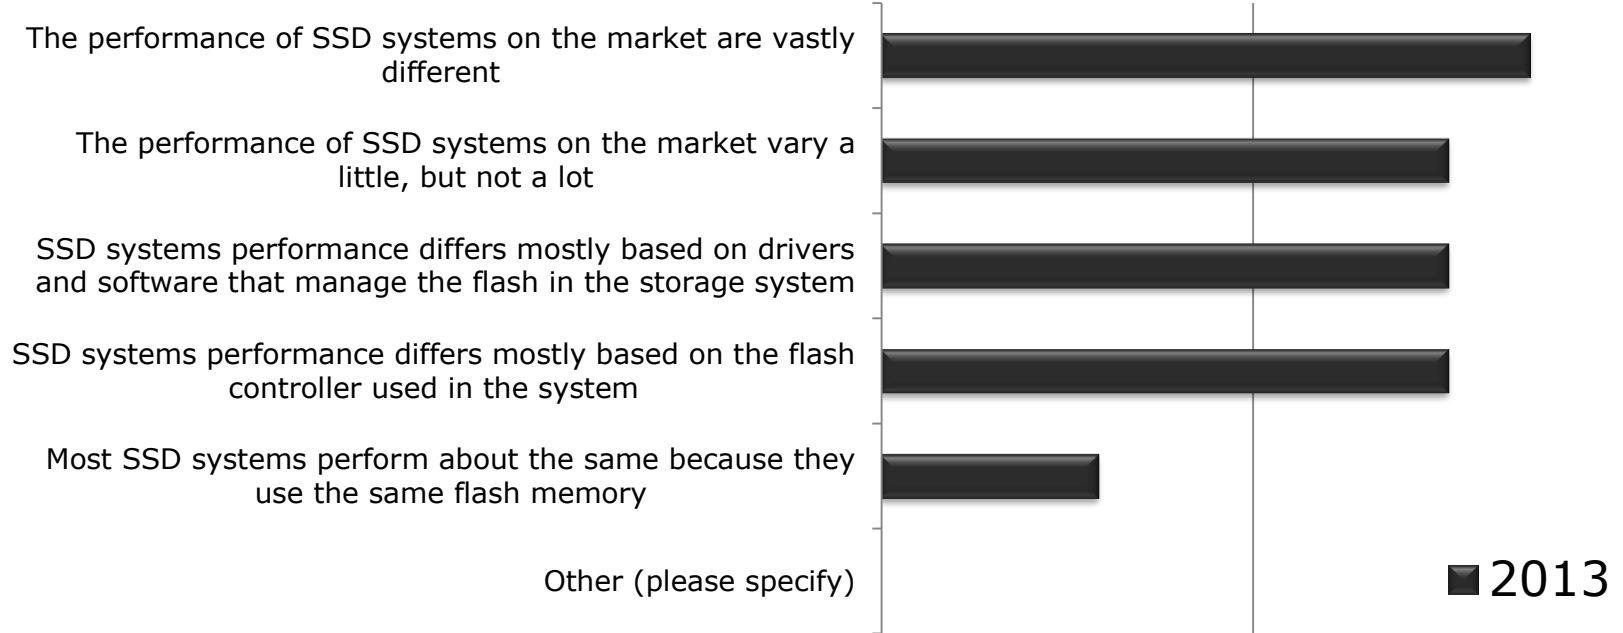 The performance of SSD systems on the market are vastly
different
The performance of SSD systems on the market vary a
little, but not a lot
SSD systems performance differs mostly based on drivers
and software that manage the flash in the storage system
SSD systems performance differs mostly based on the flash
controller used in the system
Most SSD systems perform about the same because they
use the same flash memory
Other (please specify)
2013